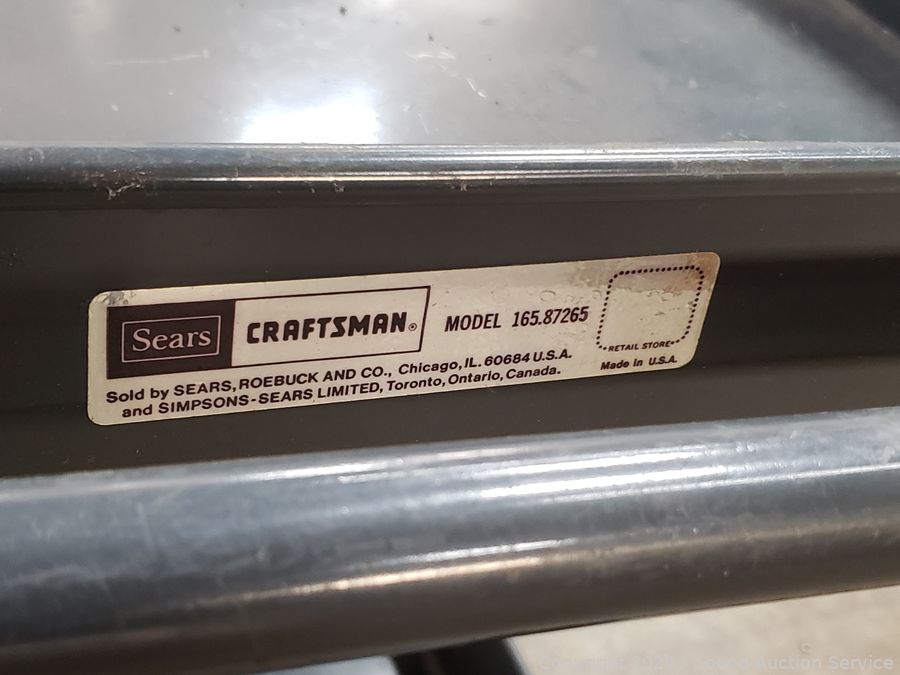 Sears CRAFTSMAN® MODEL 165.87265
RETAIL STORE
Sold by SEARS, ROEBUCK AND CO., Chicago, IL. 60684 U.S.A.
Made in U.S.A.
and SIMPSONS-SEARS LIMITED, Toronto, Ontario, Canada.
Auction Service